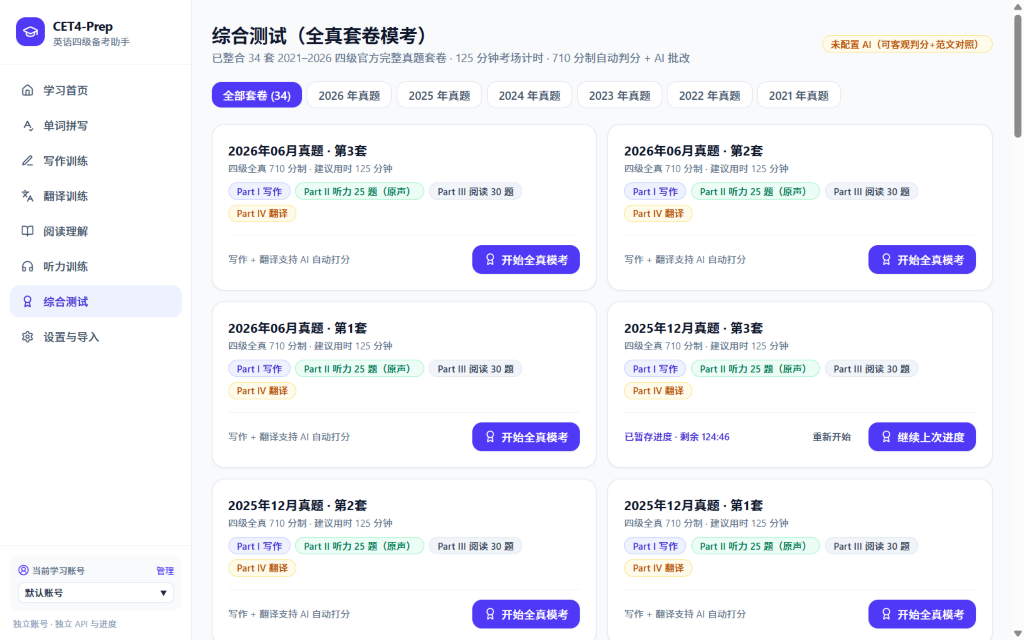 CET4-Prep
英语四级备考助手
学习首页
单词拼写
写作训练
翻译训练
阅读理解
听力训练
综合测试
设置与导入
当前学习账号 管理
默认账号
独立账号 · 独立 API 与进度
综合测试（全真套卷模考）
已整合 34 套 2021–2026 四级官方完整真题套卷 · 125 分钟考场计时 · 710 分制自动判分 + AI 批改
未配置 AI（可客观判分+范文对照）
全部套卷 (34) 2026 年真题 2025 年真题 2024 年真题 2023 年真题 2022 年真题 2021 年真题
2026年06月真题 · 第3套
四级全真 710 分制 · 建议用时 125 分钟
Part I 写作 Part II 听力 25 题（原声） Part III 阅读 30 题
Part IV 翻译
写作 + 翻译支持 AI 自动打分 开始全真模考
2026年06月真题 · 第2套
四级全真 710 分制 · 建议用时 125 分钟
Part I 写作 Part II 听力 25 题（原声） Part III 阅读 30 题
Part IV 翻译
写作 + 翻译支持 AI 自动打分 开始全真模考
2026年06月真题 · 第1套
四级全真 710 分制 · 建议用时 125 分钟
Part I 写作 Part II 听力 25 题（原声） Part III 阅读 30 题
Part IV 翻译
写作 + 翻译支持 AI 自动打分 开始全真模考
2025年12月真题 · 第3套
四级全真 710 分制 · 建议用时 125 分钟
Part I 写作 Part II 听力 25 题（原声） Part III 阅读 30 题
Part IV 翻译
已暂存进度 · 剩余 124:46 重新开始 继续上次进度
2025年12月真题 · 第2套
四级全真 710 分制 · 建议用时 125 分钟
Part I 写作 Part II 听力 25 题（原声） Part III 阅读 30 题
Part IV 翻译
写作 + 翻译支持 AI 自动打分 开始全真模考
2025年12月真题 · 第1套
四级全真 710 分制 · 建议用时 125 分钟
Part I 写作 Part II 听力 25 题（原声） Part III 阅读 30 题
Part IV 翻译
写作 + 翻译支持 AI 自动打分 开始全真模考